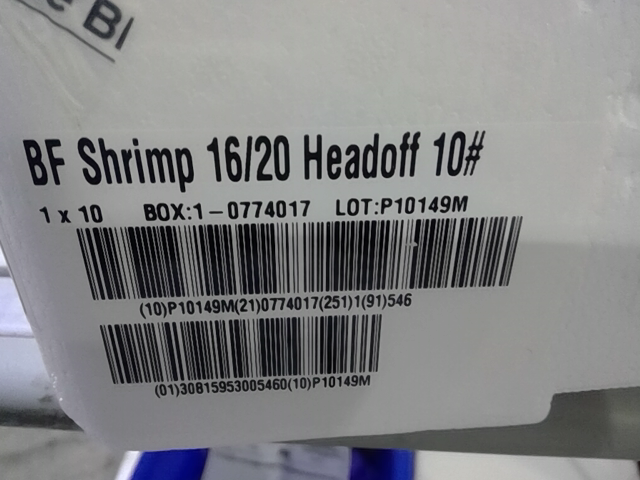 e Bl
BF Shrimp 16/20 Headoff 10#
1 x 10 BOX:1-0774017 LOT:P10149M
(10)P10149M(21)0774017(251)1(91)546
(01)30815953005460(10)P10149M